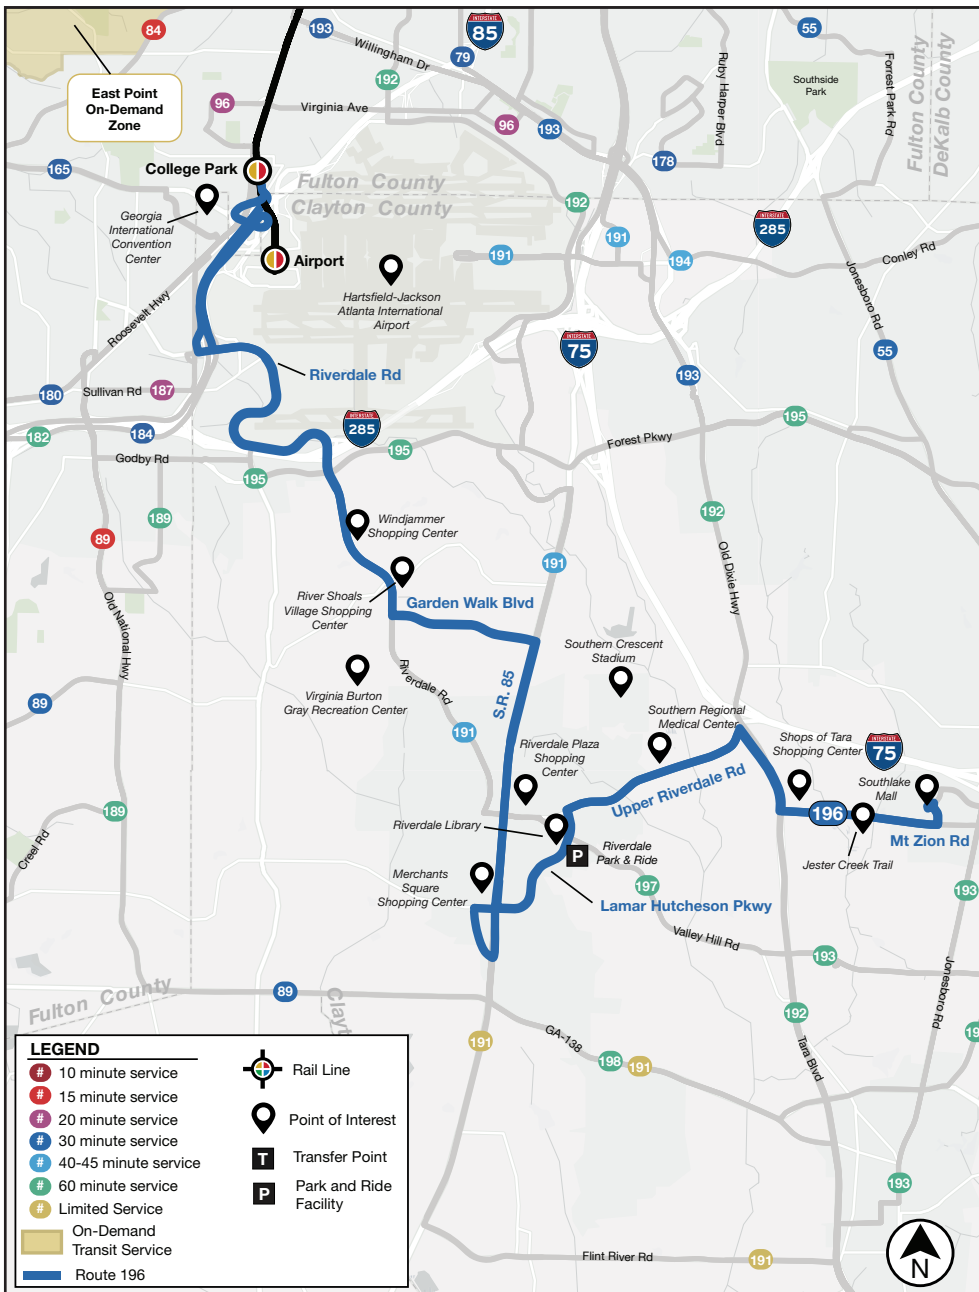 84
193
INTERSTATE
85
55
Willingham Dr
79
192
Ruby Harper Blvd
Southside
Park
Forrest Park Rd
Fulton County
DeKalb County
East Point
On-Demand
Zone
96
Virginia Ave
96
193
165
College Park
178
Fulton County
Clayton County
192
Georgia
International
Convention
Center
INTERSTATE
285
191
191
194
Conley Rd
Airport
Hartsfield-Jackson
Atlanta International
Airport
Jonesboro Rd
Roosevelt Hwy
INTERSTATE
75
55
Riverdale Rd
193
180
Sullivan Rd
187
195
182
184
INTERSTATE
285
195
Forest Pkwy
Godby Rd
195
189
192
Windjammer
Shopping Center
89
191
Old Dixie Hwy
Old National Hwy
River Shoals
Village Shopping
Center
Garden Walk Blvd
Southern Crescent
Stadium
Riverdale Rd
Virginia Burton
Gray Recreation Center
S.R. 85
89
191
Southern Regional
Medical Center
Riverdale Plaza
Shopping
Center
Shops of Tara
Shopping Center
INTERSTATE
75
Southlake
Mall
Upper Riverdale Rd
189
196
Riverdale Library
Mt Zion Rd
Creel Rd
P
Riverdale
Park & Ride
Jester Creek Trail
Merchants
Square
Shopping Center
197
193
Lamar Hutcheson Pkwy
Valley Hill Rd
193
Jonesboro Rd
89
Fulton County
Clayt
192
191
GA-138
198
191
Tara Blvd
19
193
Flint River Rd
191
LEGEND
# 10 minute service
# 15 minute service
# 20 minute service
# 30 minute service
# 40-45 minute service
# 60 minute service
# Limited Service
On-Demand
Transit Service
Route 196
Rail Line
Point of Interest
T Transfer Point
P Park and Ride
Facility
N